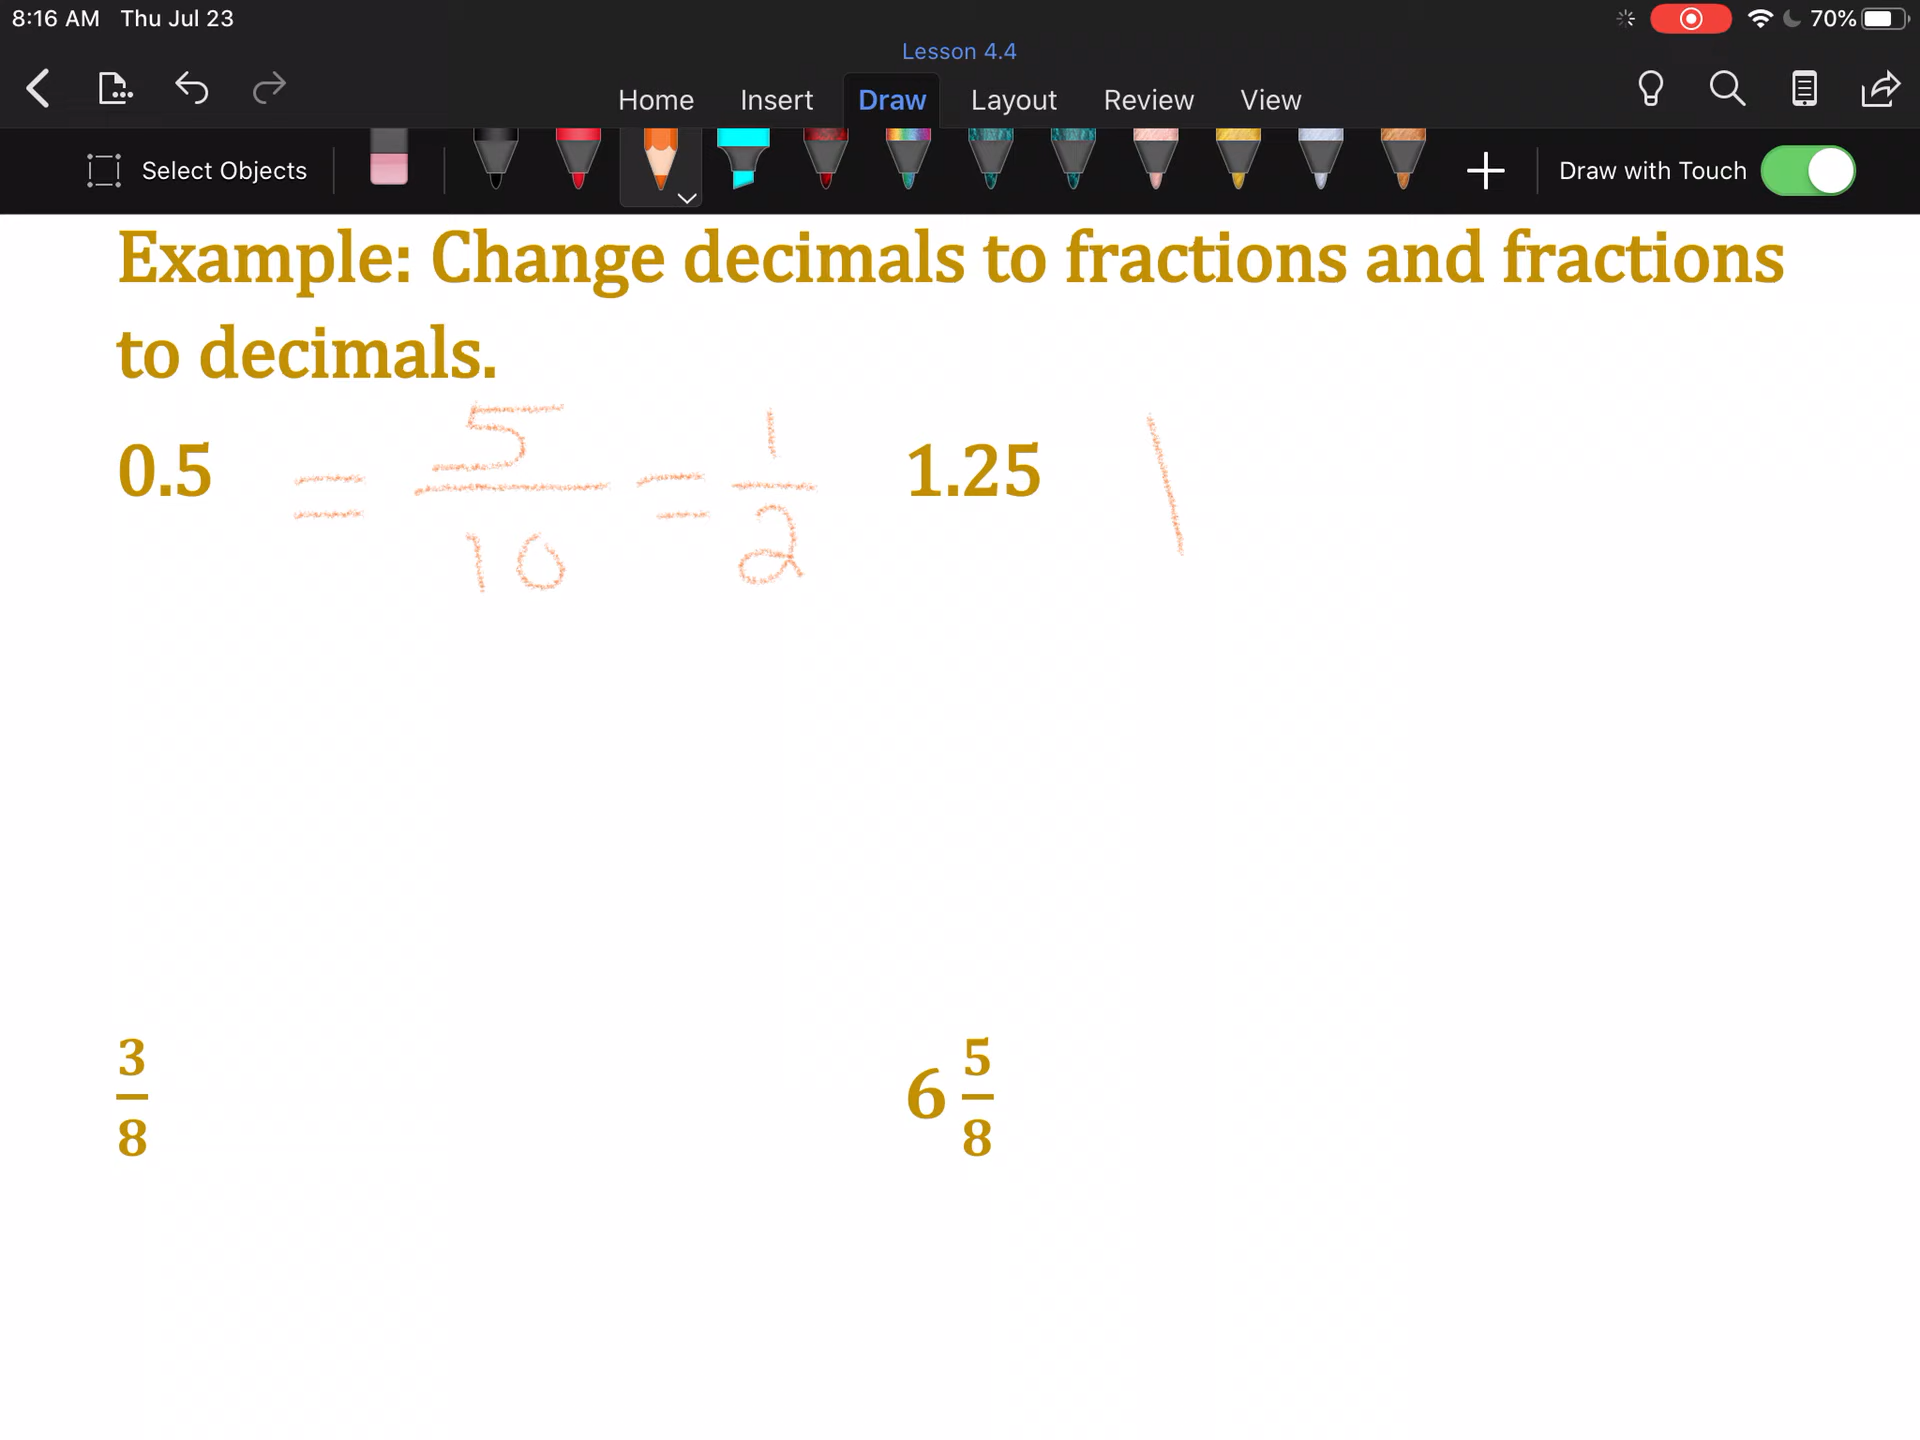 8:16 AM Thu Jul 23 70%
Lesson 4.4
Home Insert Draw Layout Review View
Select Objects Draw with Touch
Example: Change decimals to fractions and fractions
to decimals.
0.5 = 5/10 = 1/2 1.25 1
3/8 6 5/8